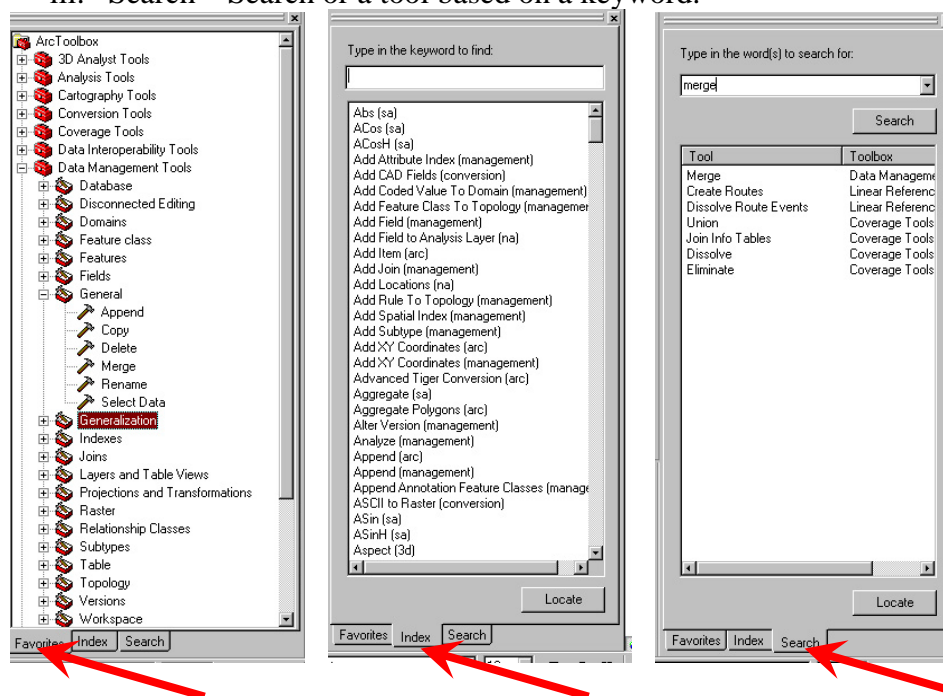 Search – Search of a tool based on a keyword.
ArcToolbox
3D Analyst Tools
Analysis Tools
Cartography Tools
Conversion Tools
Coverage Tools
Data Interoperability Tools
Data Management Tools
Database
Disconnected Editing
Domains
Feature class
Features
Fields
General
Append
Copy
Delete
Merge
Rename
Select Data
Generalization
Indexes
Joins
Layers and Table Views
Projections and Transformations
Raster
Relationship Classes
Subtypes
Table
Topology
Versions
Workspace
Favorites Index Search
Type in the keyword to find:
Abs (sa)
ACos (sa)
ACosH (sa)
Add Attribute Index (management)
Add CAD Fields (conversion)
Add Coded Value To Domain (management)
Add Feature Class To Topology (managemer
Add Field (management)
Add Field to Analysis Layer (na)
Add Item (arc)
Add Join (management)
Add Locations (na)
Add Rule To Topology (management)
Add Spatial Index (management)
Add Subtype (management)
Add XY Coordinates (arc)
Add XY Coordinates (management)
Advanced Tiger Conversion (arc)
Aggregate (sa)
Aggregate Polygons (arc)
Alter Version (management)
Analyze (management)
Append (arc)
Append (management)
Append Annotation Feature Classes (manage
ASCII to Raster (conversion)
ASin (sa)
ASinH (sa)
Aspect (3d)
Locate
Favorites Index Search
Type in the word(s) to search for:
merge
Search
Tool Toolbox
Merge Data Manageme
Create Routes Linear Referenc
Dissolve Route Events Linear Referenc
Union Coverage Tools
Join Info Tables Coverage Tools
Dissolve Coverage Tools
Eliminate Coverage Tools
Locate
Favorites Index Search